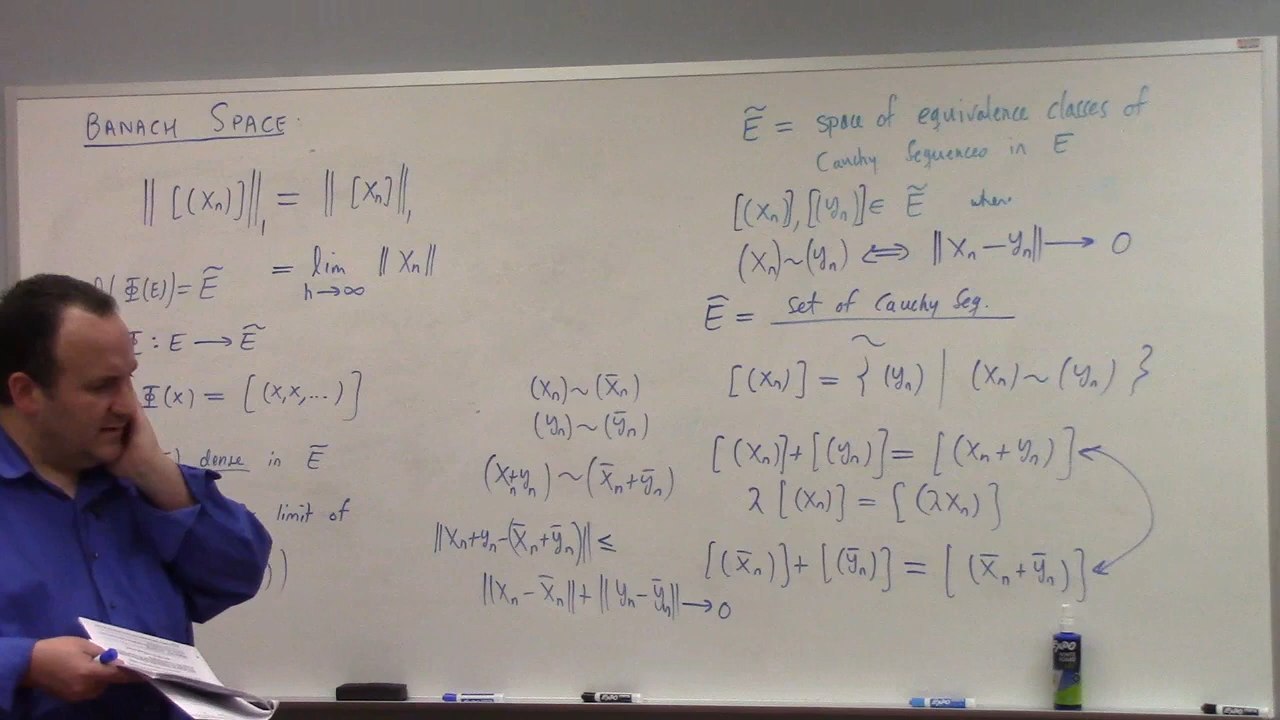 BANACH SPACE:
‖[(xₙ)]‖₁ = ‖[xₙ]‖₁
= lim n→∞ ‖xₙ‖
(Φ(E)) = Ẽ
Φ : E → Ẽ
Φ(x) = [(x,x,...)]
dense in Ẽ
limit of
(xₙ) ~ (x̄ₙ)
(yₙ) ~ (ȳₙ)
(xₙ+yₙ) ~ (x̄ₙ+ȳₙ)
‖xₙ+yₙ-(x̄ₙ+ȳₙ)‖ ≤
‖xₙ-x̄ₙ‖+‖yₙ-ȳₙ‖ → 0
Ẽ = space of equivalence classes of
Cauchy Sequences in E
[(xₙ)],[(yₙ)] ∈ Ẽ where
(xₙ)~(yₙ) ⟺ ‖xₙ-yₙ‖ → 0
Ẽ = set of Cauchy Seq.
~
[(xₙ)] = {(yₙ) | (xₙ) ~ (yₙ)}
[(xₙ)]+[(yₙ)] = [(xₙ+yₙ)]
λ[(xₙ)] = [(λxₙ)]
[(x̄ₙ)]+[(ȳₙ)] = [(x̄ₙ+ȳₙ)]
EXPO